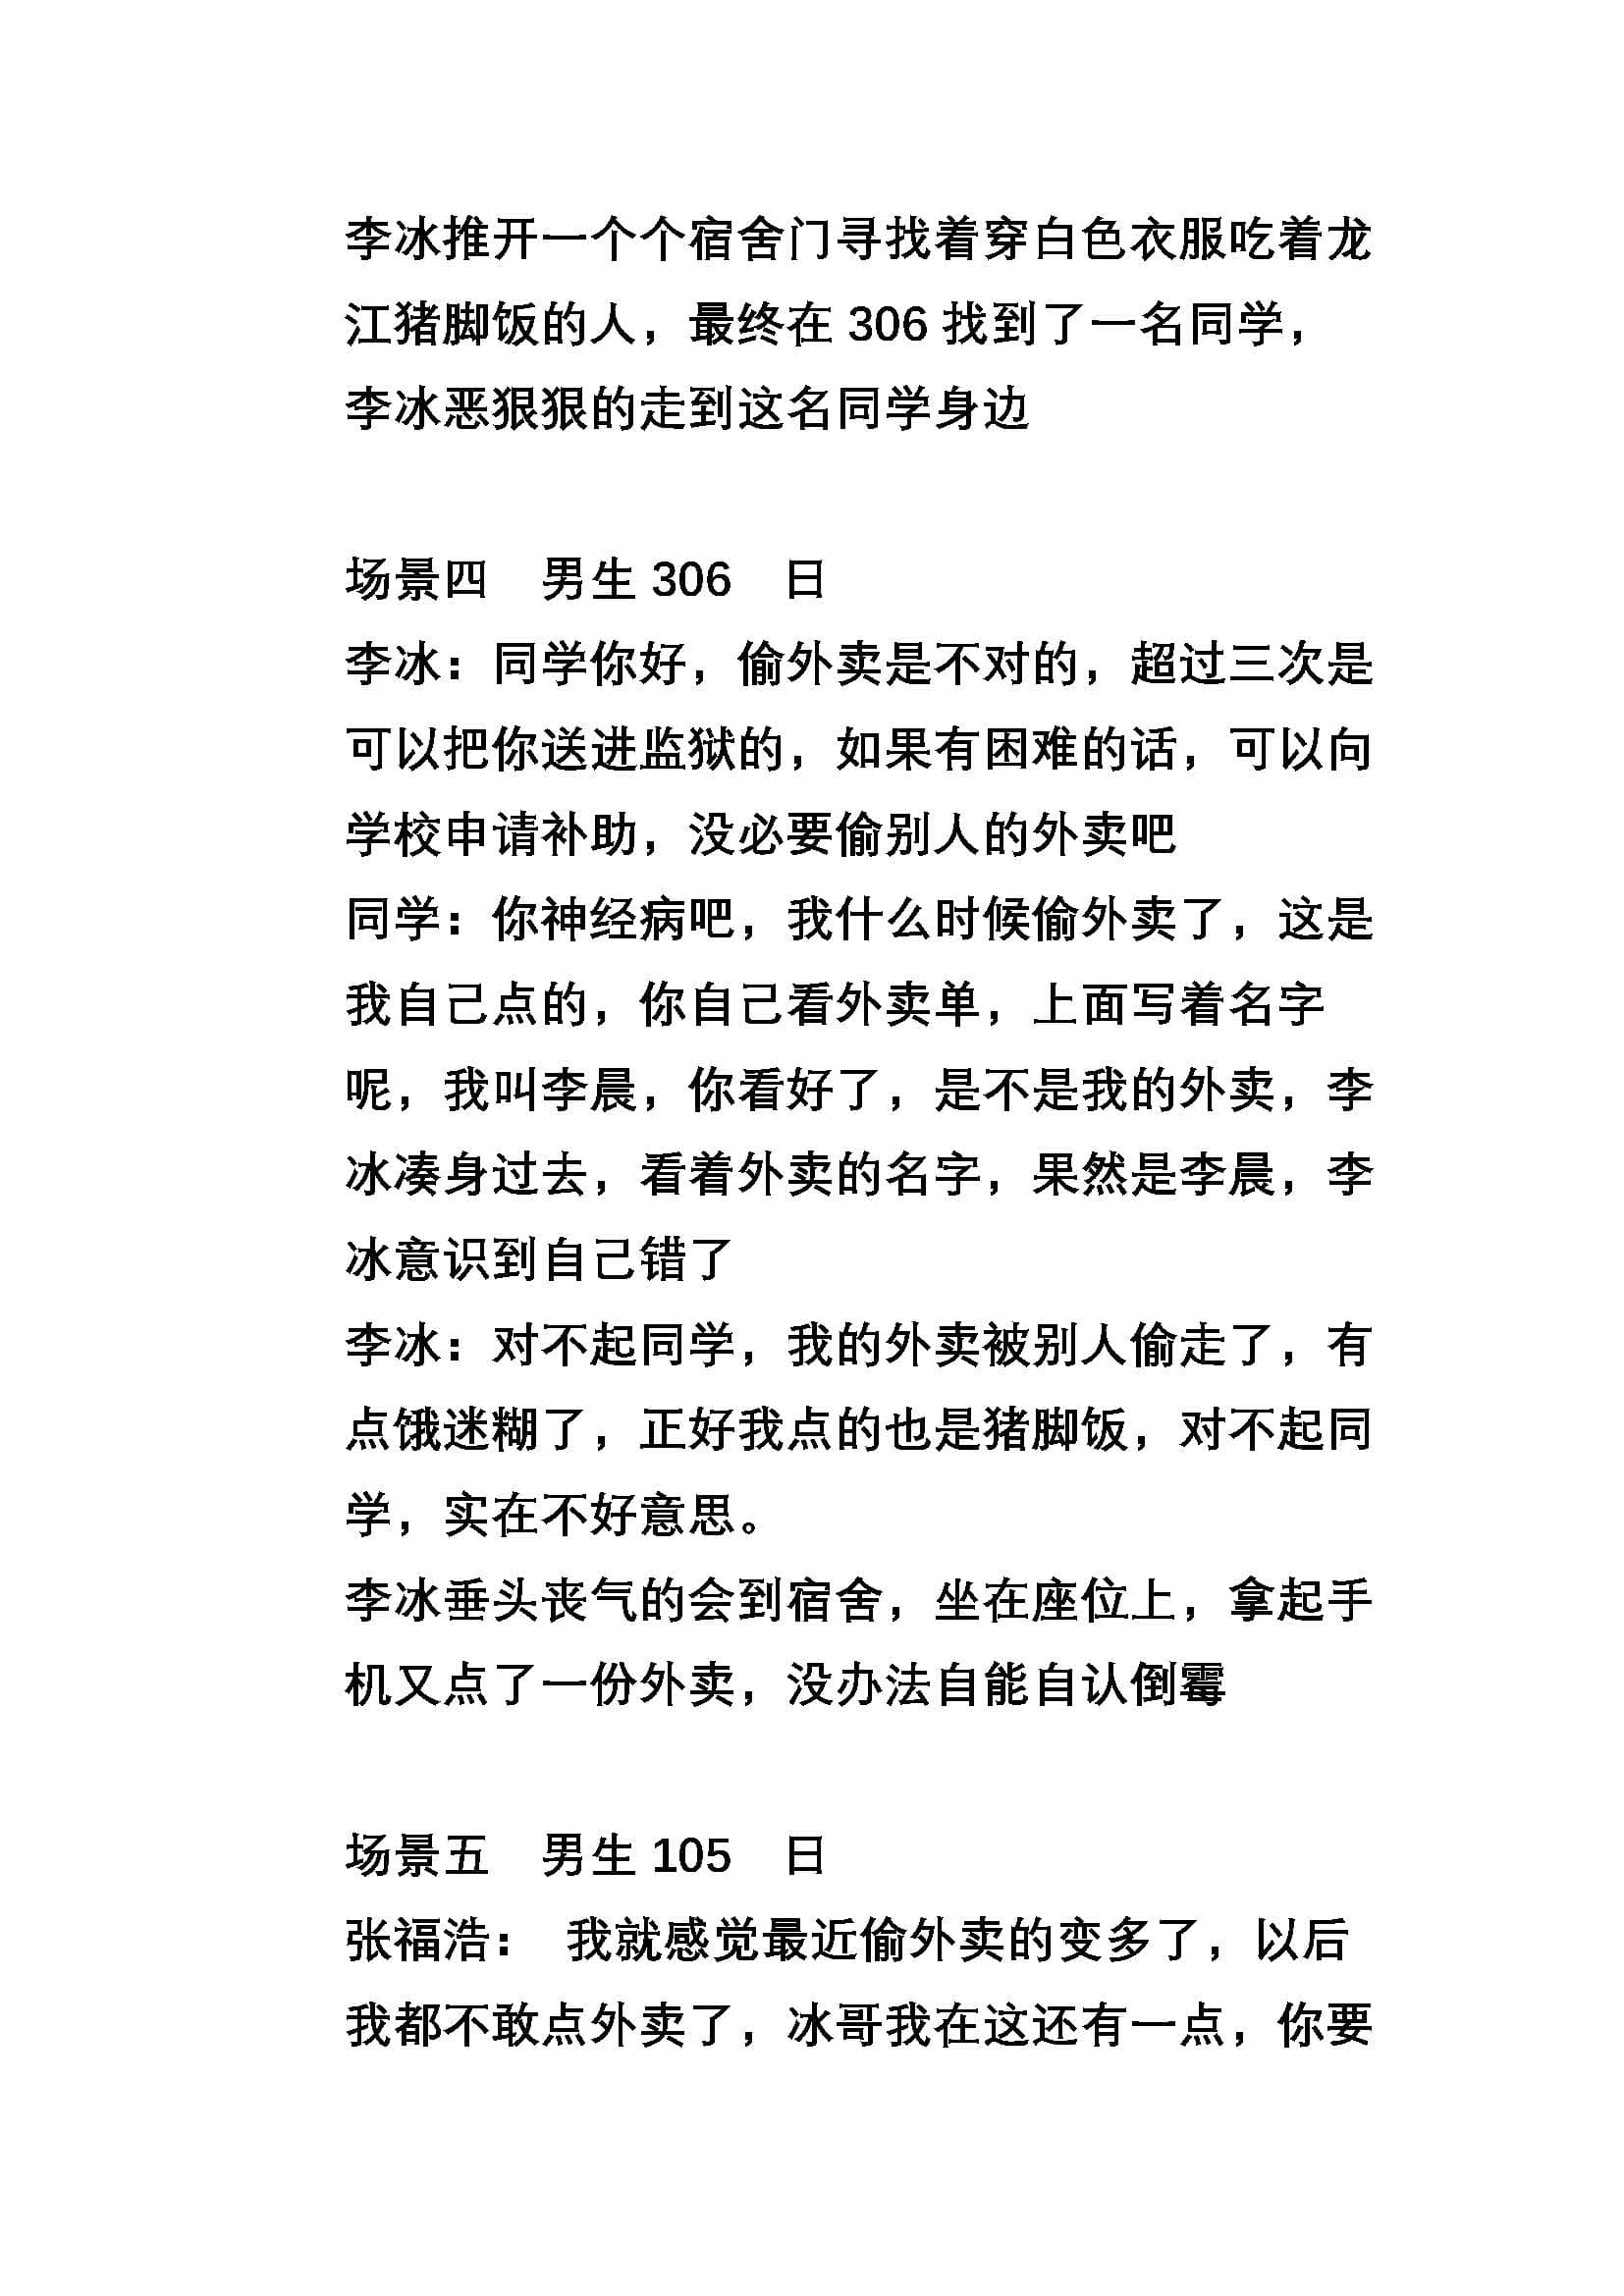 李冰推开一个个宿舍门寻找着穿白色衣服吃着龙
江猪脚饭的人，最终在 306 找到了一名同学，
李冰恶狠狠的走到这名同学身边
场景四　男生 306　日
李冰：同学你好，偷外卖是不对的，超过三次是
可以把你送进监狱的，如果有困难的话，可以向
学校申请补助，没必要偷别人的外卖吧
同学：你神经病吧，我什么时候偷外卖了，这是
我自己点的，你自己看外卖单，上面写着名字
呢，我叫李晨，你看好了，是不是我的外卖，李
冰凑身过去，看着外卖的名字，果然是李晨，李
冰意识到自己错了
李冰：对不起同学，我的外卖被别人偷走了，有
点饿迷糊了，正好我点的也是猪脚饭，对不起同
学，实在不好意思。
李冰垂头丧气的会到宿舍，坐在座位上，拿起手
机又点了一份外卖，没办法自能自认倒霉
场景五　男生 105　日
张福浩：　我就感觉最近偷外卖的变多了，以后
我都不敢点外卖了，冰哥我在这还有一点，你要